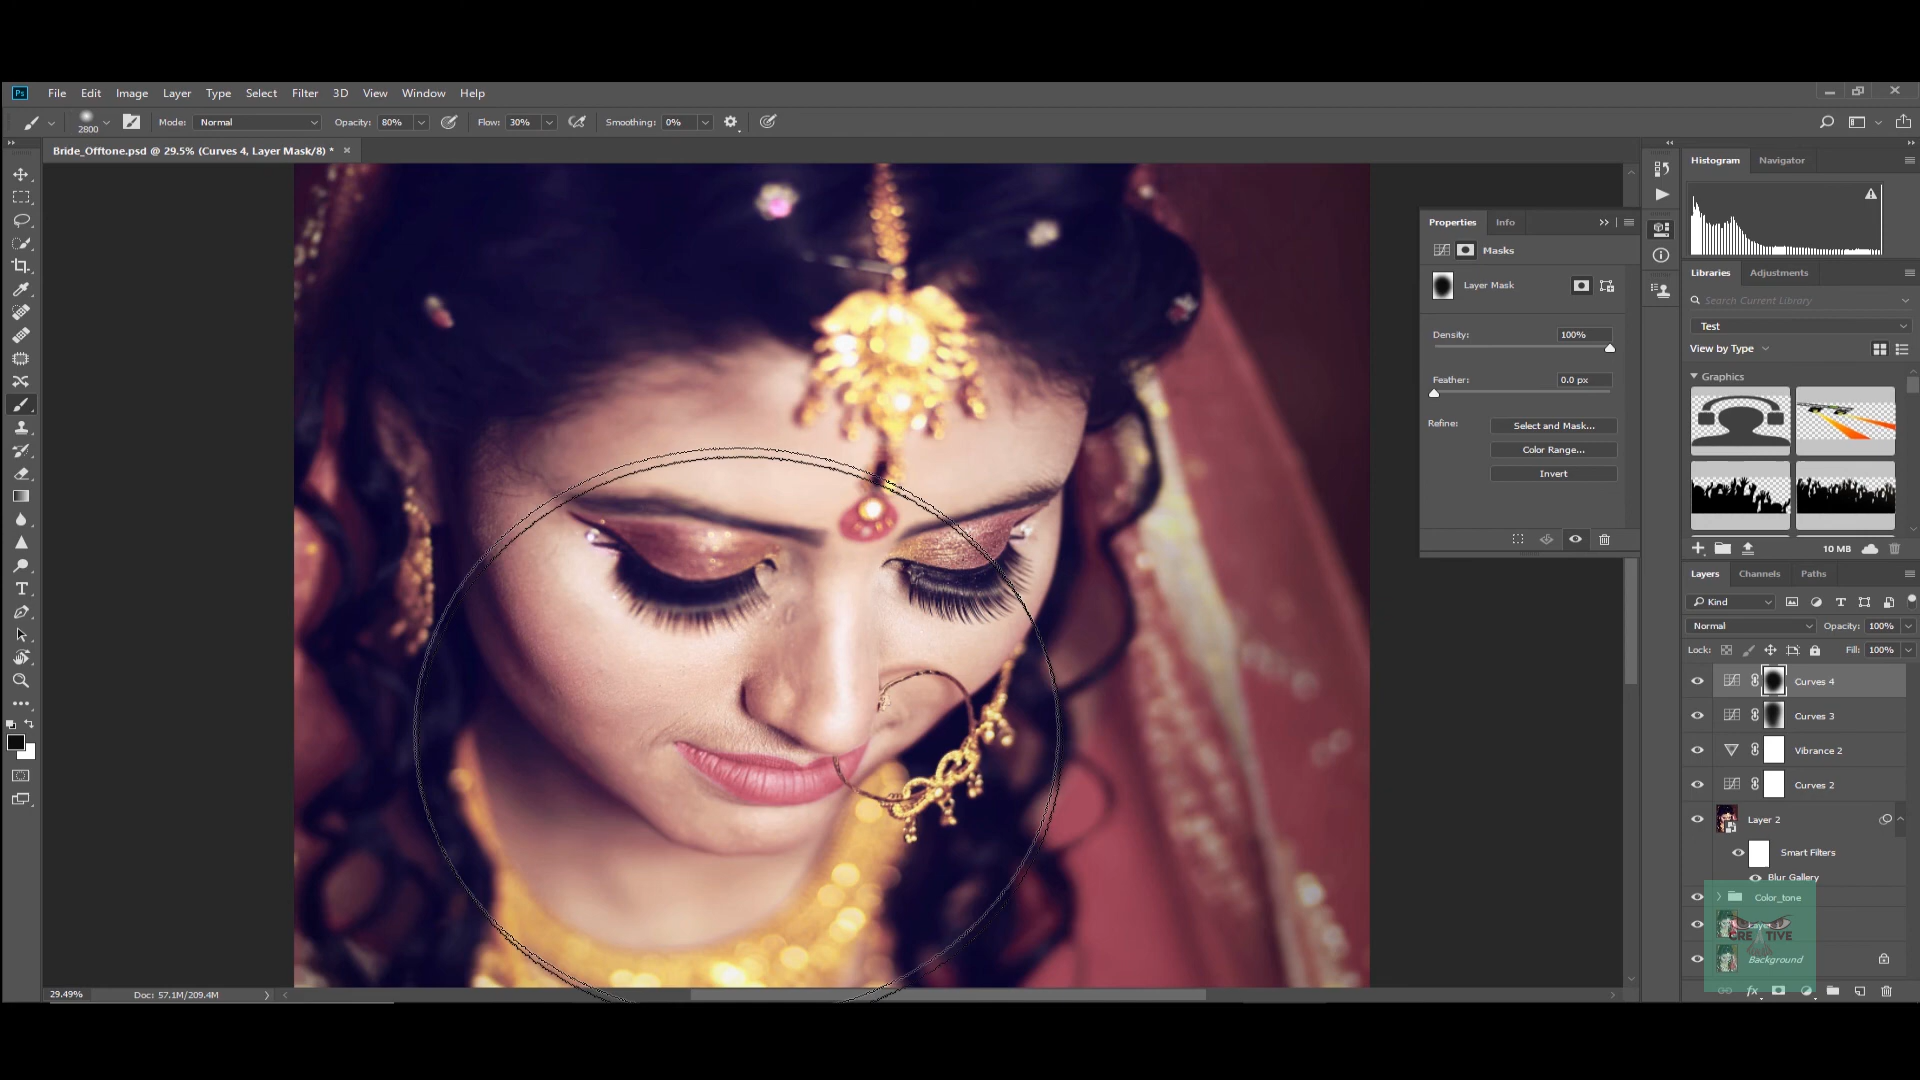 Ps File Edit Image Layer Type Select Filter 3D View Window Help
2800 Mode: Normal Opacity: 80% Flow: 30% Smoothing: 0%
Bride_Offtone.psd @ 29.5% (Curves 4, Layer Mask/8) *
Histogram Navigator
Properties Info
Masks
Layer Mask
Density: 100%
Feather: 0.0 px
Refine: Select and Mask...
Color Range...
Invert
Libraries Adjustments
Search Current Library
Test
View by Type
Graphics
10 MB
Layers Channels Paths
Kind
Normal Opacity: 100%
Lock: Fill: 100%
Curves 4
Curves 3
Vibrance 2
Curves 2
Layer 2
Smart Filters
Blur Gallery
Color_tone
Layer
CREATIVE
Background
29.49% Doc: 57.1M/209.4M
fx